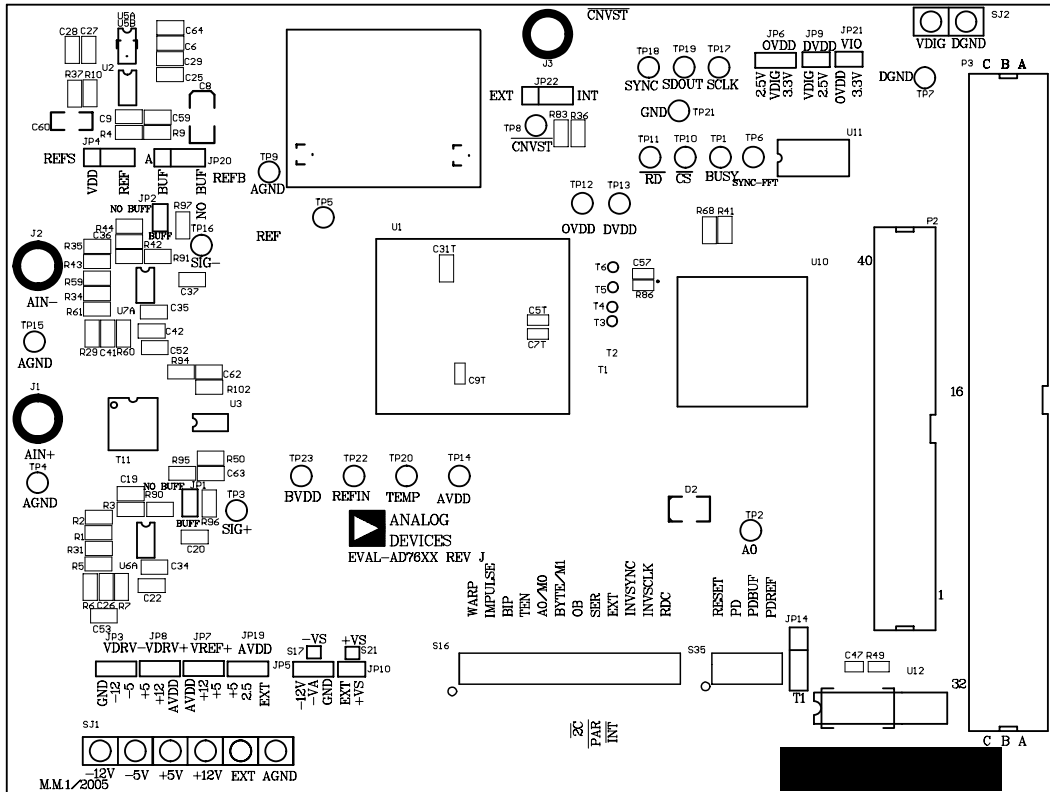 CNVST
SJ2
VDIG DGND
C28 C27
U5A
U5B
C64
C6
C29
C25
U2
R37 R10
C8
C60
C9
C59
R4
R9
J3
JP22
EXT INT
TP8
CNVST
R83 R36
TP18 TP19 TP17
SYNC SDOUT SCLK
GND
TP21
JP6 JP9 JP21
OVDD DVDD VIO
2.5V
VDIG
3.3V
VDIG
2.5V
OVDD
3.3V
DGND
TP7
P3
C B A
JP4
REFS
VDD
REF
A
JP20
BUF
NO BUF
REFB
TP9
AGND
TP5
REF
TP11 TP10 TP1 TP6
RD CS BUSY SYNC-FFT
U11
TP12 TP13
OVDD DVDD
R68 R41
P2
40
JP2
NO BUFF
BUFF
R97
TP16
SIG-
R44
C36
R42
R91
J2
AIN-
R35
R43
R59
R34
R61
U7A
C37
C35
C42
C52
R29 C41 R60
TP15
AGND
U1
C31T
C5T
C7T
C9T
T6
T5
T4
T3
T2
T1
C57
R86
U10
R94
C62
R102
J1
AIN+
TP4
AGND
T11
U3
16
R50
R95
C63
C19
NO BUFF
JP1
BUFF
R3
R90
R96
TP3
SIG+
R2
R1
R31
R5
U6A
C20
C34
C22
R6 C26 R7
C53
TP23 TP22 TP20 TP14
BVDD REFIN TEMP AVDD
ANALOG
DEVICES
EVAL-AD76XX REV J
D2
TP2
A0
WARP
IMPULSE
BIP
TEN
A0/M0
BYTE/M1
OB
SER
EXT
INVSYNC
INVSCLK
RDC
RESET
PD
PDBUF
PDREF
1
JP14
T1
JP3 JP8 JP7 JP19
VDRV-VDRV+VREF+ AVDD
GND
-12
-5
+5
+12
AVDD
AVDD
+12
+5
+5
2.5
EXT
JP5
-VS
S17
-12V
-VA
GND
+VS
S21
JP10
EXT
+VS
S16
S35
2C
PAR
INT
C47 R49
U12
32
C B A
SJ1
-12V -5V +5V +12V EXT AGND
M.M.1/2005